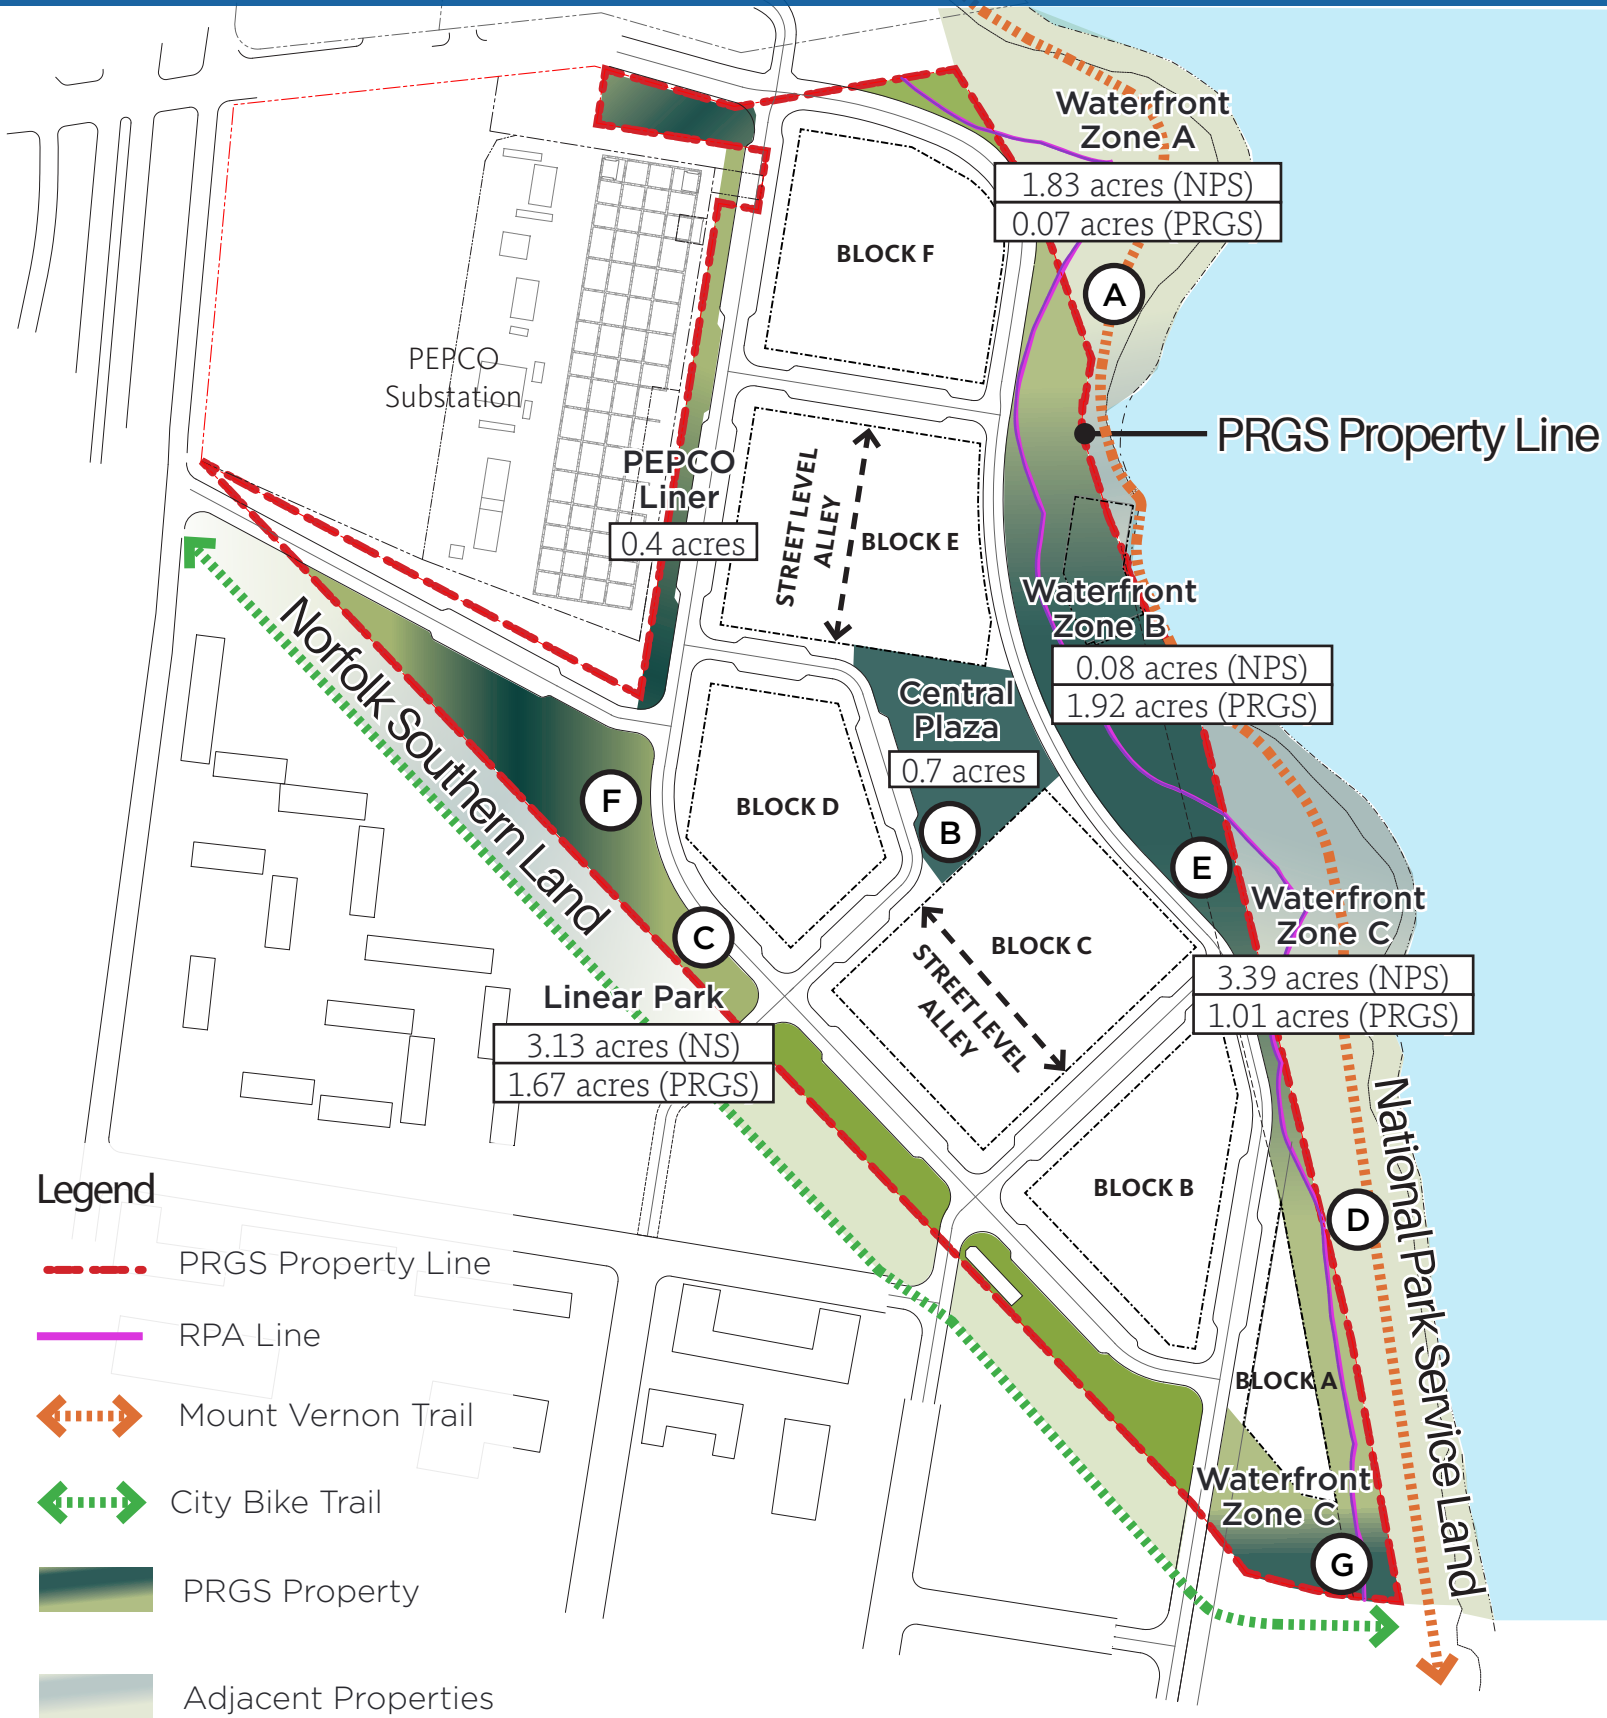 Waterfront
Zone A
1.83 acres (NPS)
0.07 acres (PRGS)
BLOCK F
A
PEPCO
Substation
PRGS Property Line
PEPCO
Liner
0.4 acres
STREET LEVEL
ALLEY
BLOCK E
Waterfront
Zone B
0.08 acres (NPS)
1.92 acres (PRGS)
Norfolk Southern Land
Central
Plaza
0.7 acres
F
BLOCK D
B
E
C
Waterfront
Zone C
3.39 acres (NPS)
1.01 acres (PRGS)
BLOCK C
STREET LEVEL
ALLEY
Linear Park
3.13 acres (NS)
1.67 acres (PRGS)
National Park Service Land
BLOCK B
D
BLOCK A
Waterfront
Zone C
G
Legend
PRGS Property Line
RPA Line
Mount Vernon Trail
City Bike Trail
PRGS Property
Adjacent Properties